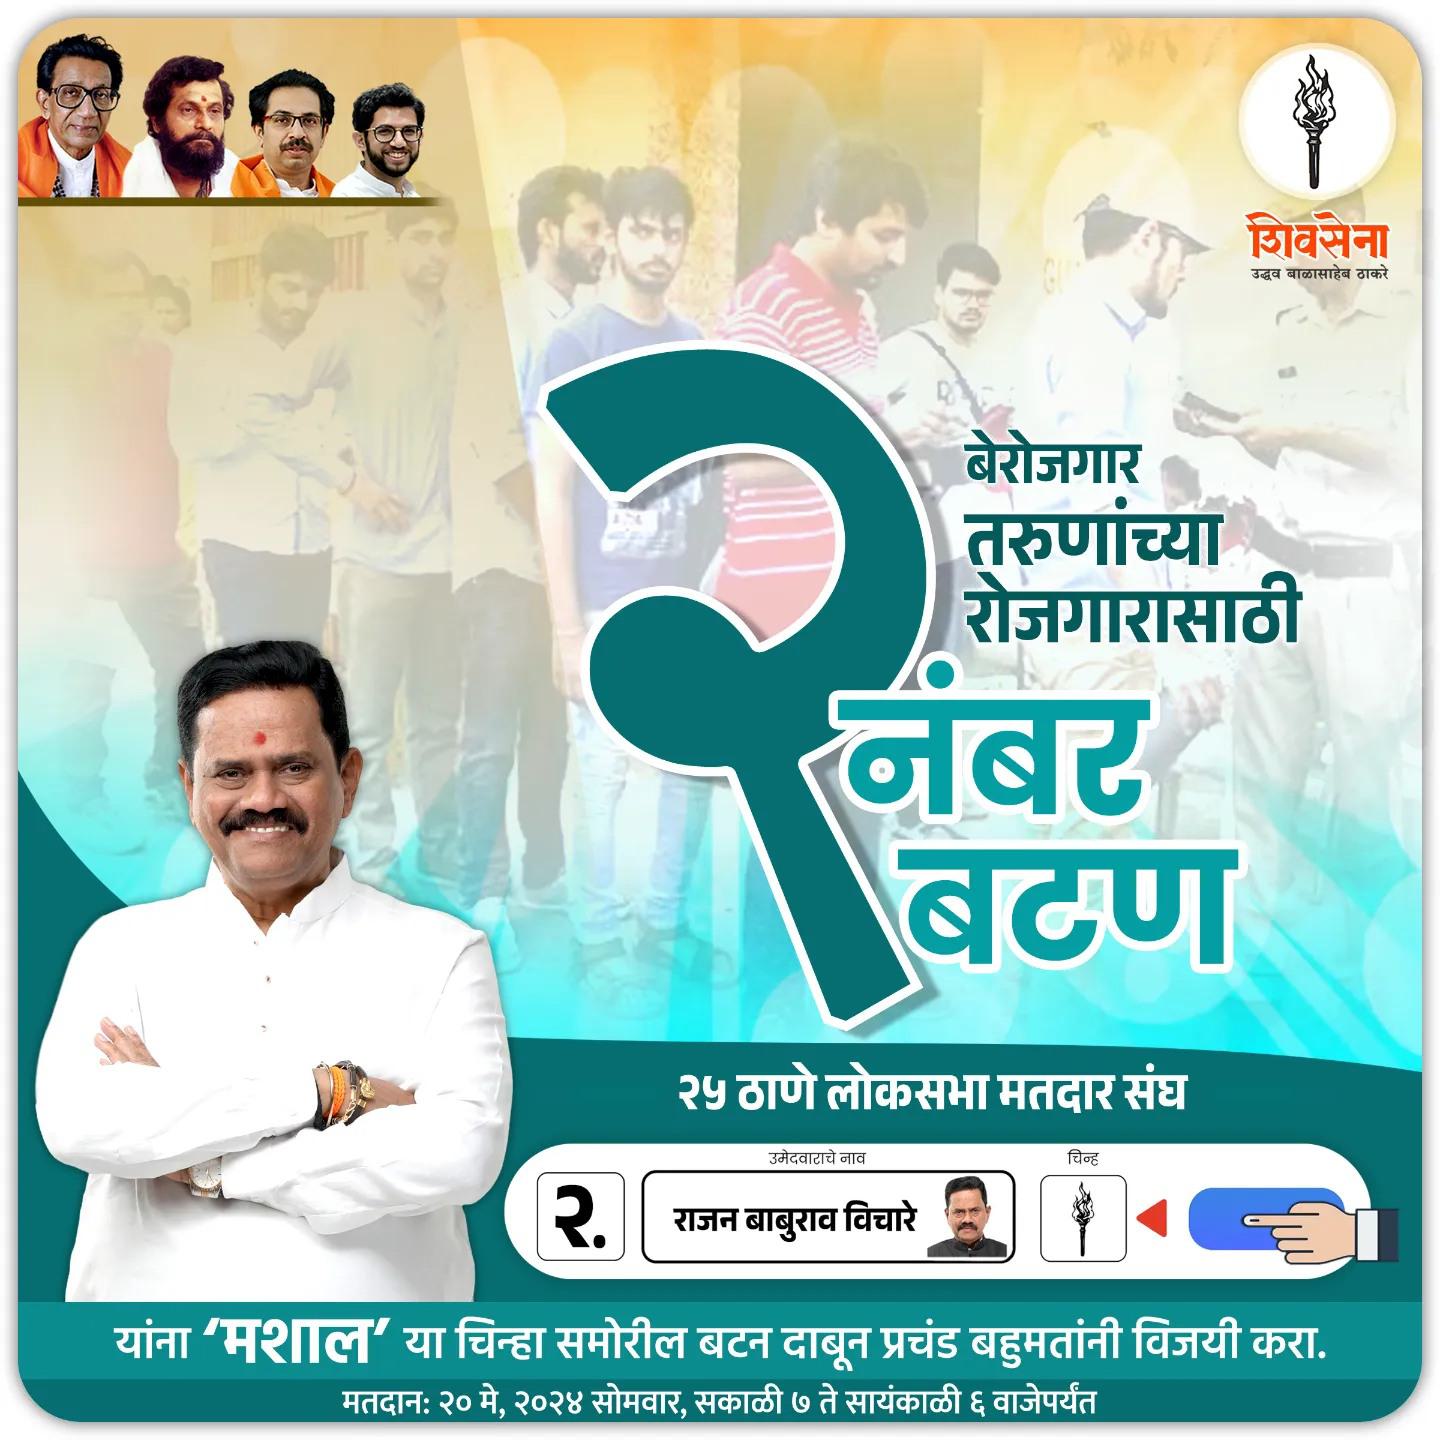 शिवसेना
उद्धव बाळासाहेब ठाकरे
बेरोजगार
तरुणांच्या
रोजगारासाठी
२ नंबर
बटण
२५ ठाणे लोकसभा मतदार संघ
उमेदवाराचे नाव चिन्ह
२. राजन बाबुराव विचारे
यांना ‘मशाल’ या चिन्हा समोरील बटन दाबून प्रचंड बहुमतांनी विजयी करा.
मतदान: २० मे, २०२४ सोमवार, सकाळी ७ ते सायंकाळी ६ वाजेपर्यंत